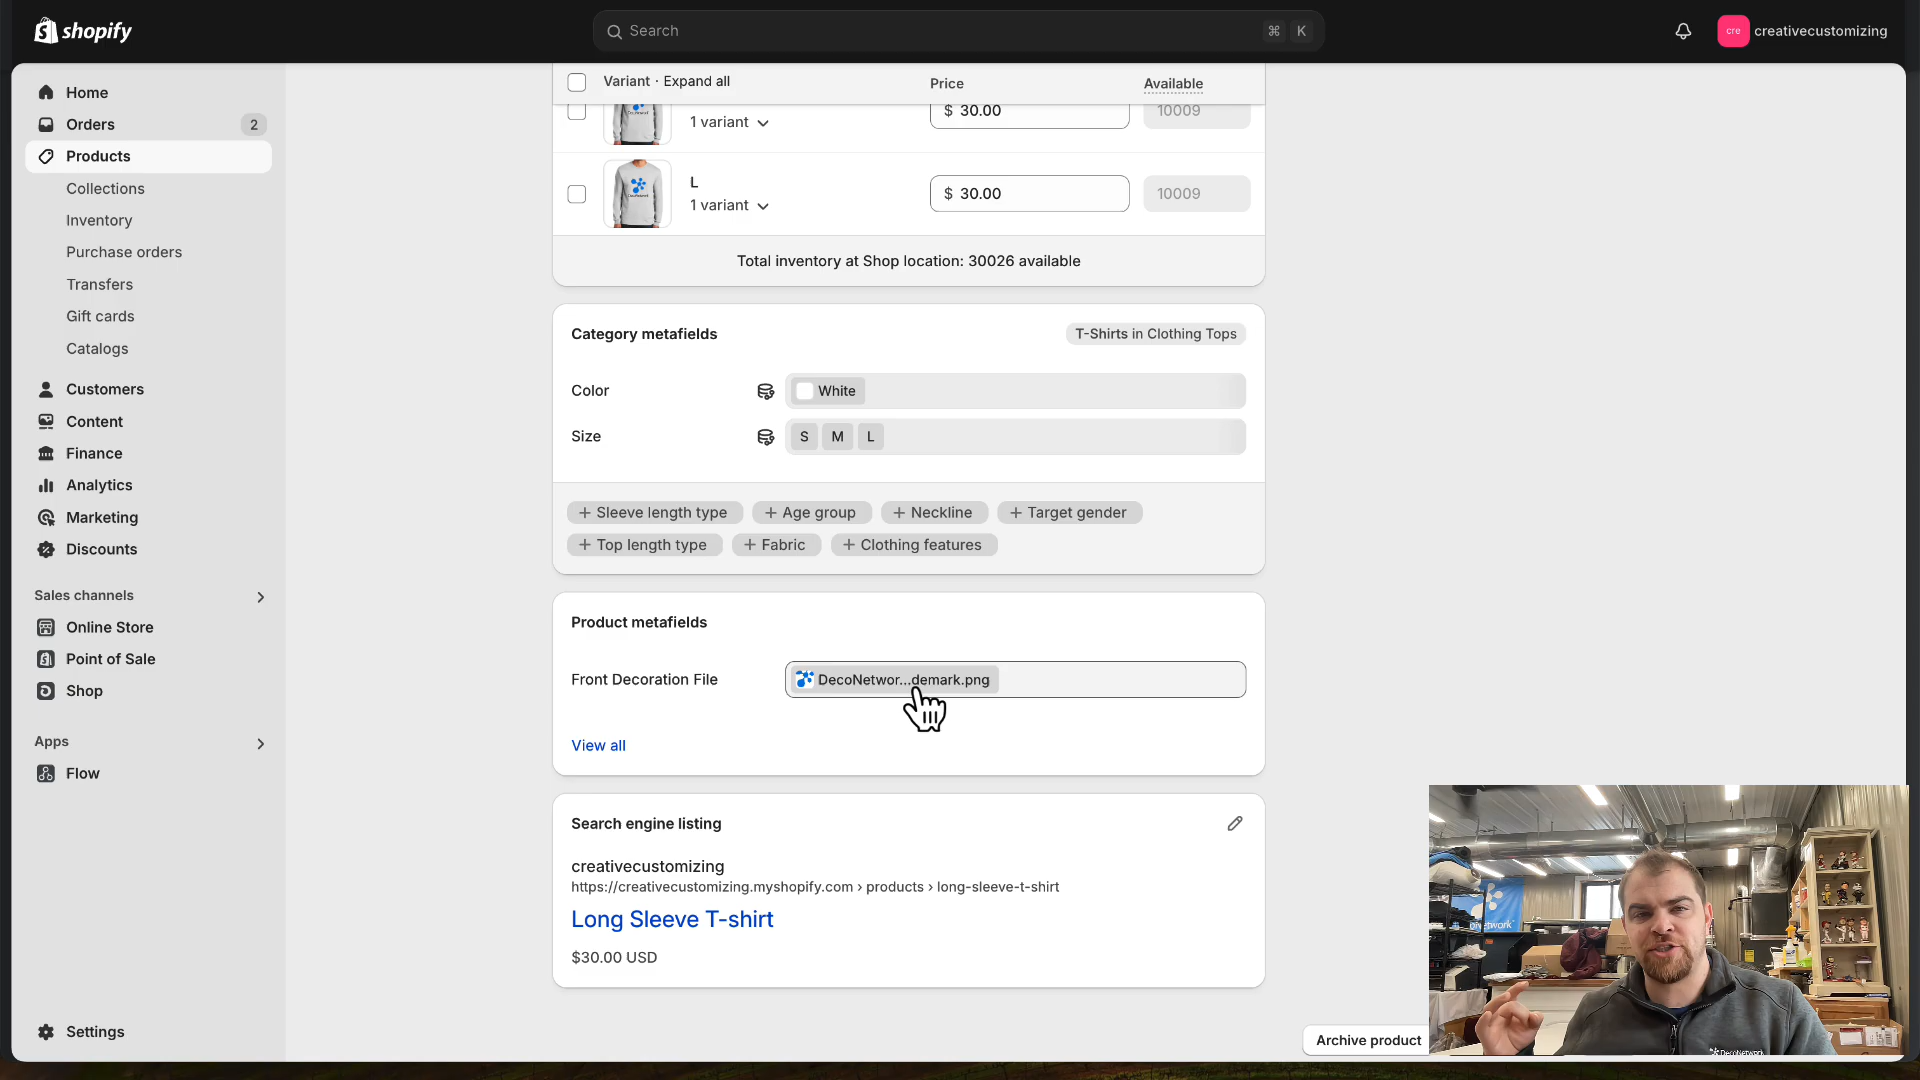 shopify
Search
⌘ K
cre
creativecustomizing
Home
Orders
2
Products
Collections
Inventory
Purchase orders
Transfers
Gift cards
Catalogs
Customers
Content
Finance
Analytics
Marketing
Discounts
Sales channels
Online Store
Point of Sale
Shop
Apps
Flow
Settings
Variant · Expand all
Price
Available
1 variant
$ 30.00
10009
L
1 variant
$ 30.00
10009
Total inventory at Shop location: 30026 available
Category metafields
T-Shirts in Clothing Tops
Color
White
Size
S M L
+ Sleeve length type
+ Age group
+ Neckline
+ Target gender
+ Top length type
+ Fabric
+ Clothing features
Product metafields
Front Decoration File
DecoNetwor...demark.png
View all
Search engine listing
creativecustomizing
https://creativecustomizing.myshopify.com › products › long-sleeve-t-shirt
Long Sleeve T-shirt
$30.00 USD
Archive product
DecoNetwork